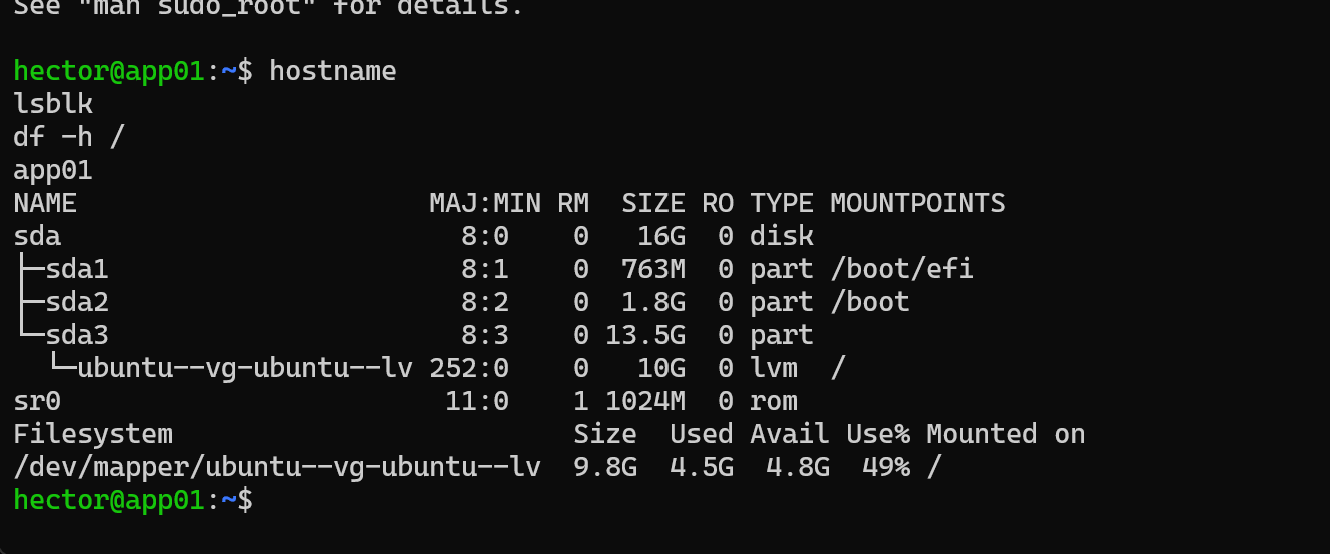 See "man sudo_root" for details.
hector@app01:~$ hostname
lsblk
df -h /
app01
NAME                      MAJ:MIN RM  SIZE RO TYPE MOUNTPOINTS
sda                         8:0    0   16G  0 disk
├─sda1                      8:1    0  763M  0 part /boot/efi
├─sda2                      8:2    0  1.8G  0 part /boot
└─sda3                      8:3    0 13.5G  0 part
  └─ubuntu--vg-ubuntu--lv 252:0    0   10G  0 lvm  /
sr0                        11:0    1 1024M  0 rom
Filesystem                         Size  Used Avail Use% Mounted on
/dev/mapper/ubuntu--vg-ubuntu--lv  9.8G  4.5G  4.8G  49% /
hector@app01:~$